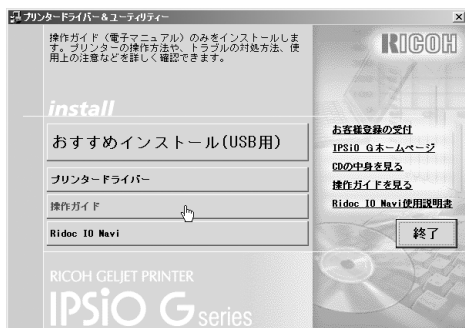 プリンタードライバー＆ユーティリティー
操作ガイド（電子マニュアル）のみをインストールしま
す。プリンターの操作方法や、トラブルの対処方法、使
用上の注意などを詳しく確認できます。
RICOH
install
おすすめインストール(USB用)
プリンタードライバー
操作ガイド
Ridoc IO Navi
お客様登録の受付
IPSiO Gホームページ
CDの中身を見る
操作ガイドを見る
Ridoc IO Navi使用説明書
終了
RICOH GELJET PRINTER
IPSiO G series